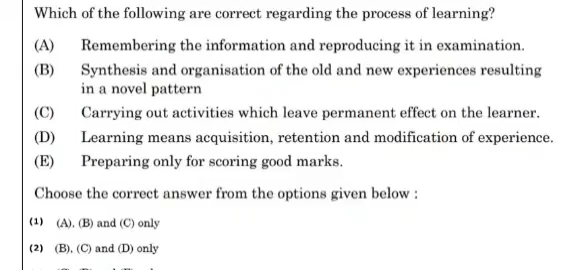 Which of the following are correct regarding the process of learning?
(A) Remembering the information and reproducing it in examination.
(B) Synthesis and organisation of the old and new experiences resulting
in a novel pattern
(C) Carrying out activities which leave permanent effect on the learner.
(D) Learning means acquisition, retention and modification of experience.
(E) Preparing only for scoring good marks.
Choose the correct answer from the options given below :
(1) (A), (B) and (C) only
(2) (B), (C) and (D) only